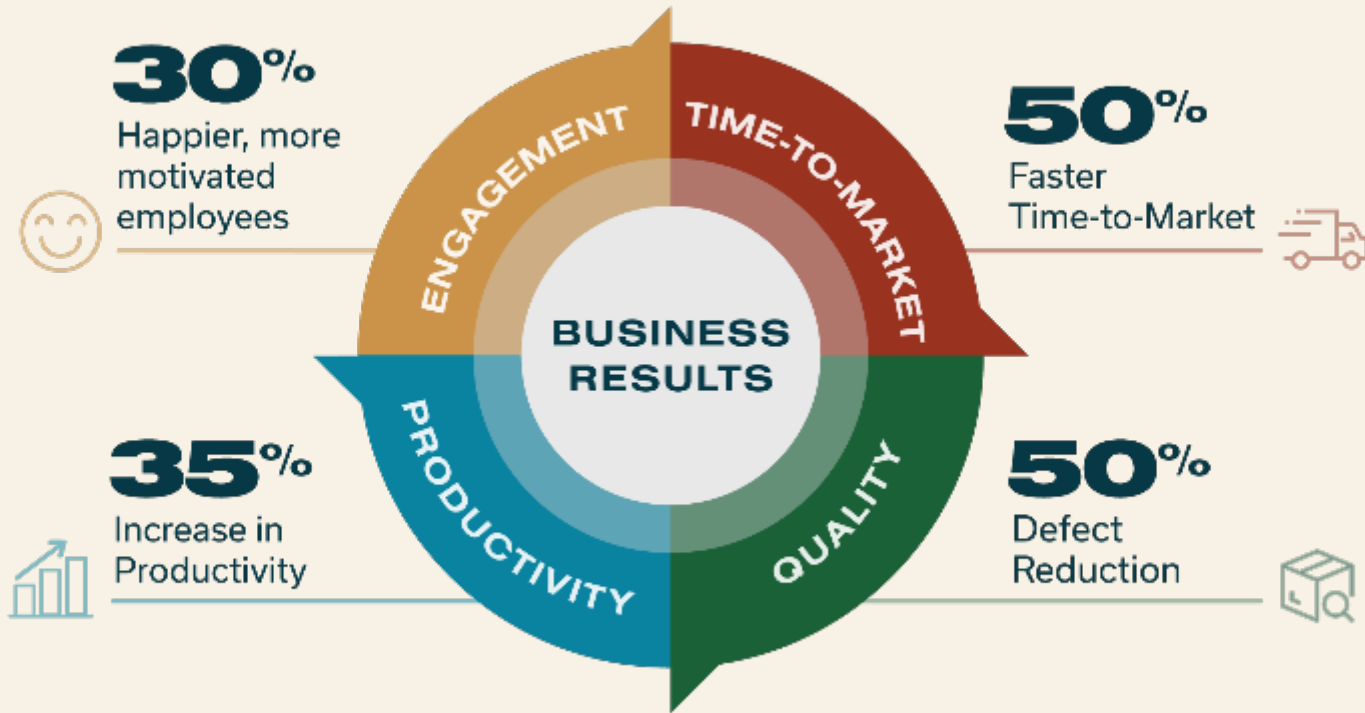 30%
Happier, more
motivated
employees
ENGAGEMENT
TIME-TO-MARKET
50%
Faster
Time-to-Market
BUSINESS
RESULTS
35%
Increase in
Productivity
PRODUCTIVITY
QUALITY
50%
Defect
Reduction